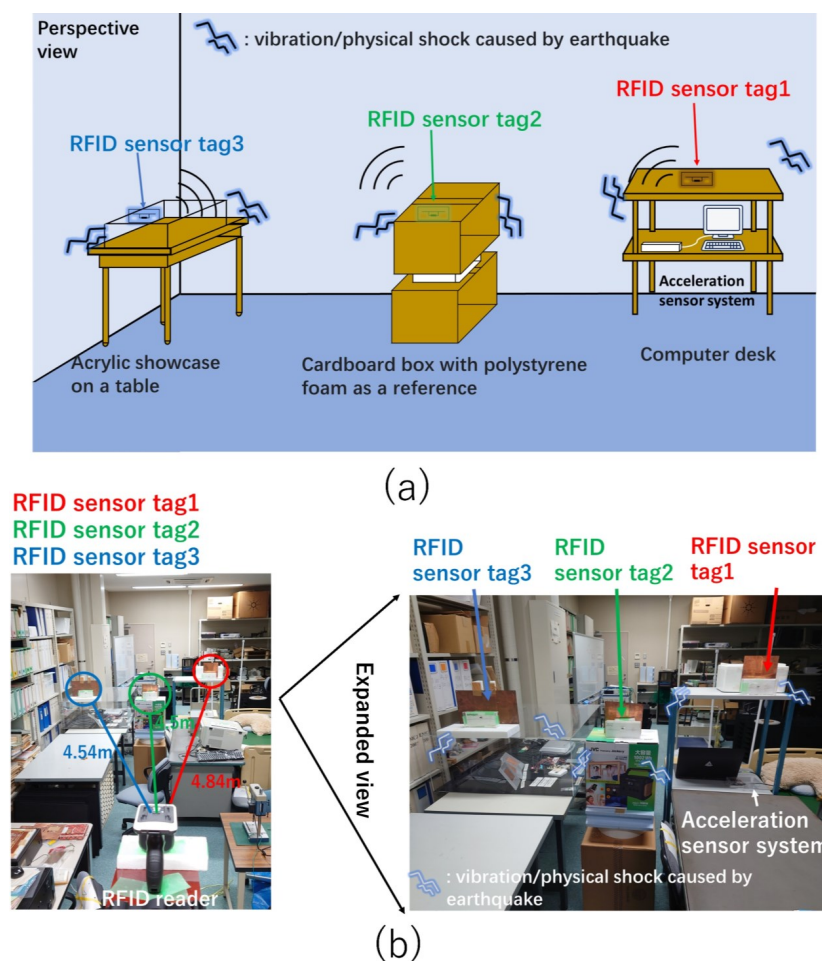 Perspective
view
: vibration/physical shock caused by earthquake
RFID sensor tag1
RFID sensor tag2
RFID sensor tag3
Acceleration
sensor system
Acrylic showcase
on a table
Cardboard box with polystyrene
foam as a reference
Computer desk
(a)
RFID sensor tag1
RFID sensor tag2
RFID sensor tag3
4.54m
4.84m
RFID reader
Expanded view
RFID
sensor tag3
RFID
sensor tag2
RFID sensor
tag1
JVC
Acceleration
sensor system
: vibration/physical shock caused by
earthquake
(b)